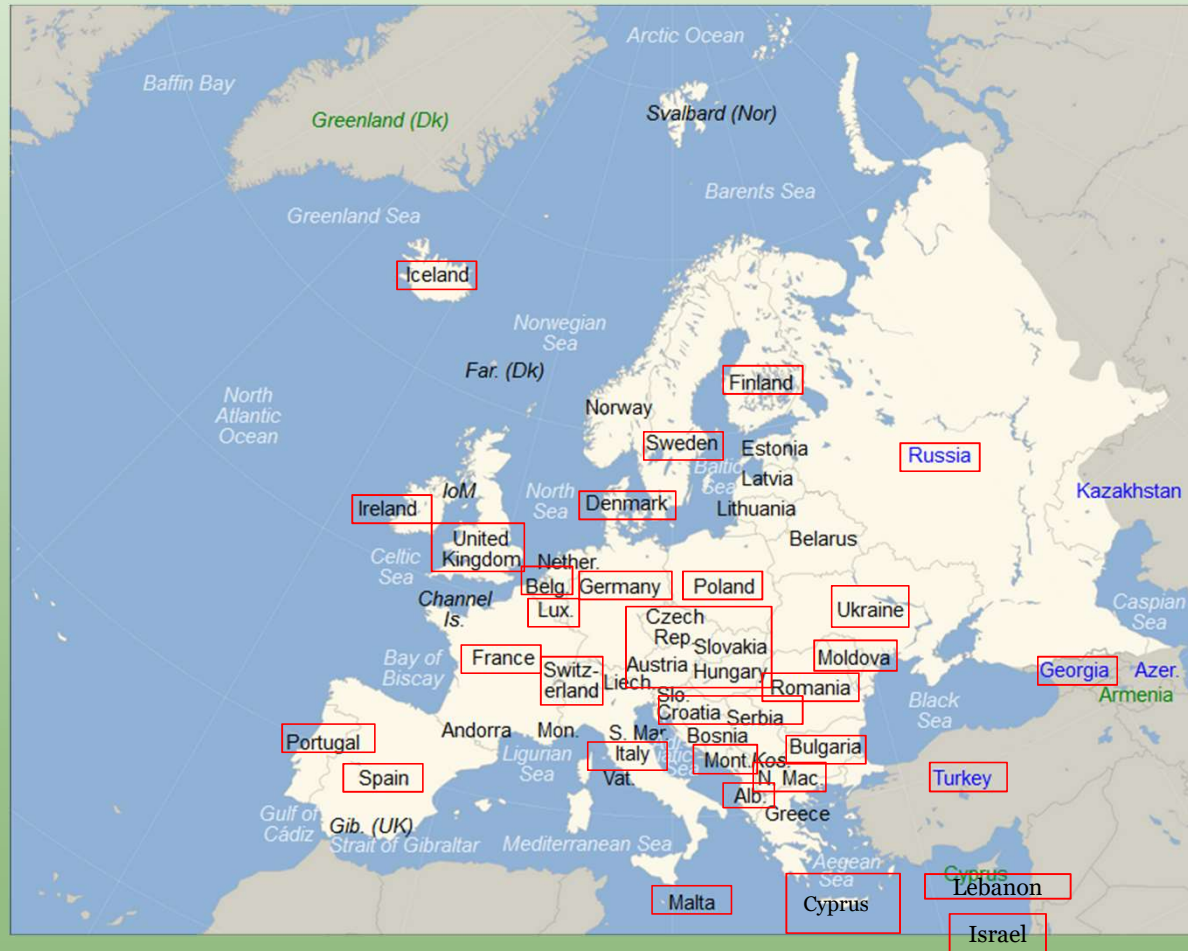 Arctic Ocean
Baffin Bay
Greenland (Dk)
Svalbard (Nor)
Barents Sea
Greenland Sea
Iceland
Norwegian
Sea
Far. (Dk)
Finland
North
Atlantic
Ocean
Norway
Sweden
Estonia
Russia
Baltic
Sea
Latvia
Kazakhstan
IoM
North
Sea
Denmark
Ireland
Lithuania
United
Kingdom
Belarus
Celtic
Sea
Nether.
Belg.
Germany
Poland
Channel
Is.
Lux.
Ukraine
Caspian
Sea
Czech
Rep.
Slovakia
France
Bay of
Biscay
Switz-
erland
Austria
Hungary
Liech.
Moldova
Georgia
Azer.
Romania
Armenia
Slo.
Croatia
Serbia
Black
Sea
Andorra
Mon.
S. Mar.
Bosnia
Portugal
Ligurian
Sea
Italy
Mont.
Kos.
Bulgaria
Spain
Vat.
N. Mac.
Turkey
Alb.
Greece
Gulf of
Cádiz
Gib. (UK)
Strait of Gibraltar
Mediterranean Sea
Aegean
Sea
Cyprus
Lebanon
Malta
Cyprus
Israel